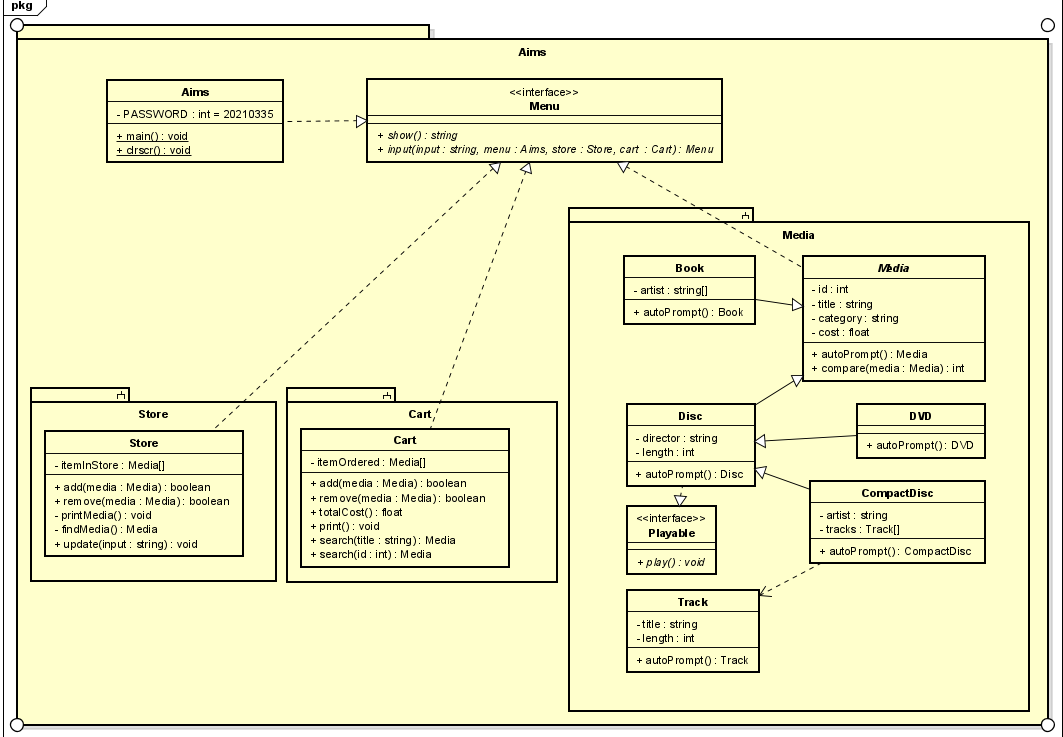 pkg
Aims
Aims
- PASSWORD : int = 20210335
+ main() : void
+ clrscr() : void
<<interface>>
Menu
+ show() : string
+ input(input : string, menu : Aims, store : Store, cart : Cart) : Menu
Media
Book
- artist : string[]
+ autoPrompt() : Book
Media
- id : int
- title : string
- category : string
- cost : float
+ autoPrompt() : Media
+ compare(media : Media) : int
Store
Store
- itemInStore : Media[]
+ add(media : Media) : boolean
+ remove(media : Media) : boolean
- printMedia() : void
- findMedia() : Media
+ update(input : string) : void
Cart
Cart
- itemOrdered : Media[]
+ add(media : Media) : boolean
+ remove(media : Media) : boolean
+ totalCost() : float
+ print() : void
+ search(title : string) : Media
+ search(id : int) : Media
Disc
- director : string
- length : int
+ autoPrompt() : Disc
DVD
+ autoPrompt() : DVD
CompactDisc
- artist : string
- tracks : Track[]
+ autoPrompt() : CompactDisc
<<interface>>
Playable
+ play() : void
Track
- title : string
- length : int
+ autoPrompt() : Track